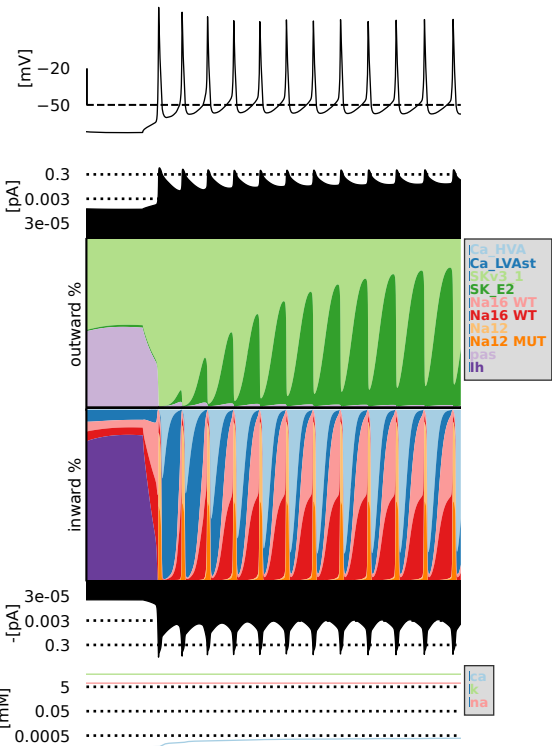 [mV]
−20
−50
[pA]
0.3
0.003
3e-05
outward %
Ca_HVA
Ca_LVAst
SKv3_1
SK_E2
Na16 WT
Na16 WT
Na12
Na12 MUT
pas
Ih
inward %
-[pA]
3e-05
0.003
0.3
[mM]
5
0.05
0.0005
ca
k
na